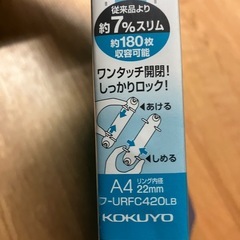 従来品より
約7%スリム
約180枚
収容可能
ワンタッチ開閉!
しっかりロック!
あける
しめる
A4 リング内径
22mm
フ-URFC420LB
KOKUYO